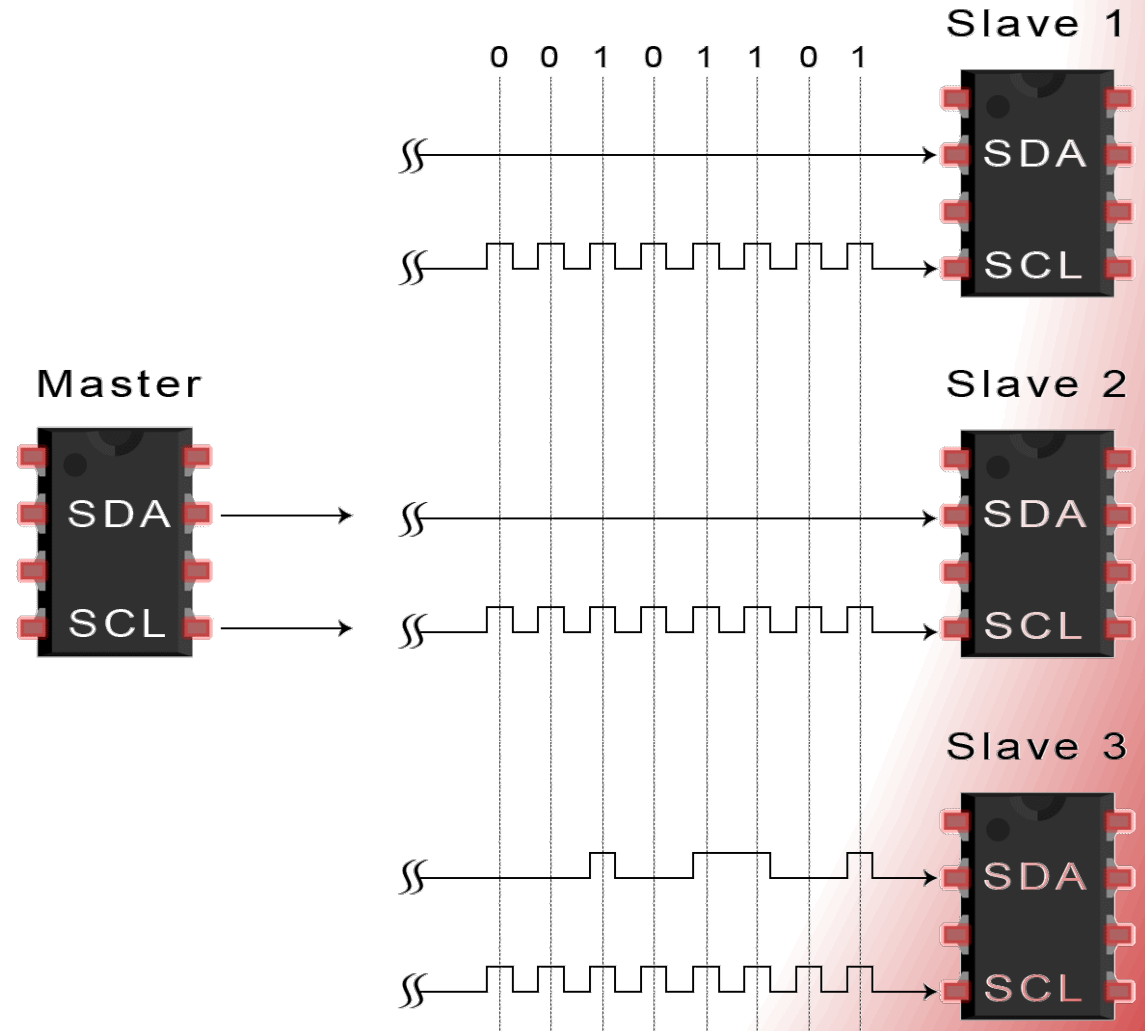 Slave 1
0 0 1 0 1 1 0 1
SDA
SCL
Master
SDA
SCL
Slave 2
SDA
SCL
Slave 3
SDA
SCL